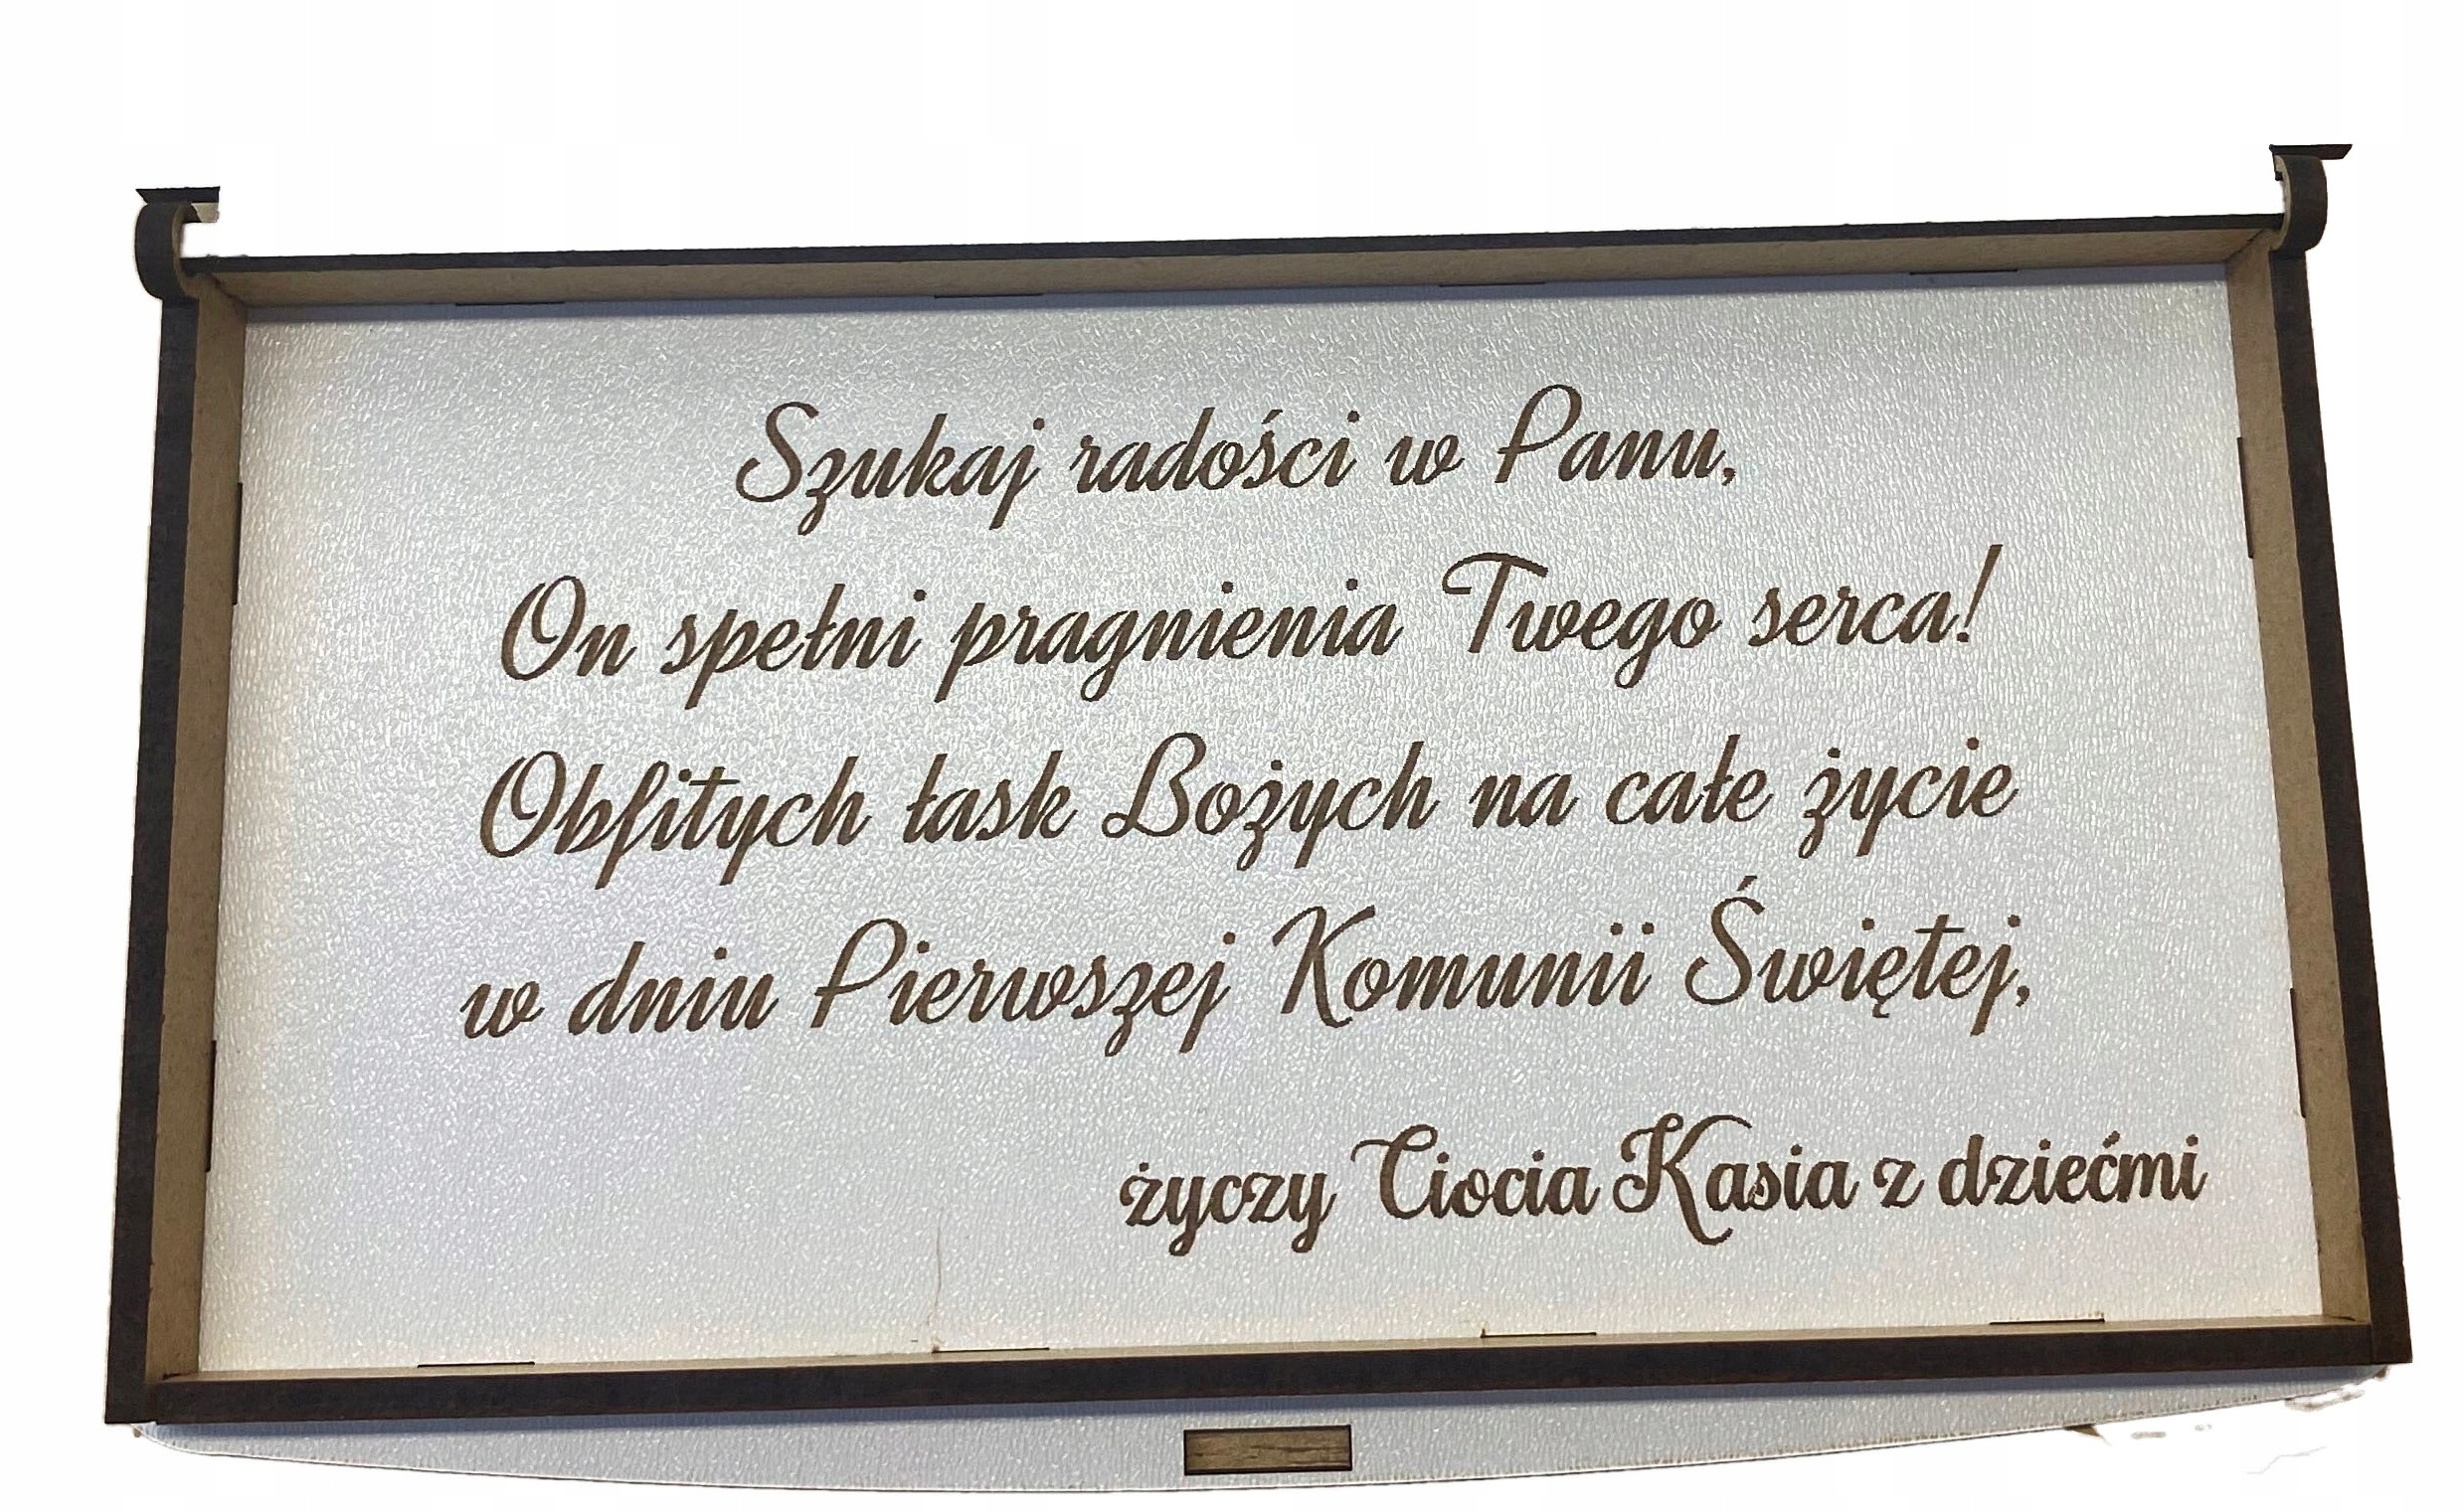 Szukaj radości w Panu,
On spełni pragnienia Twego serca!
Obfitych łask Bożych na całe życie
w dniu Pierwszej Komunii Świętej,
życzy Ciocia Kasia z dziećmi